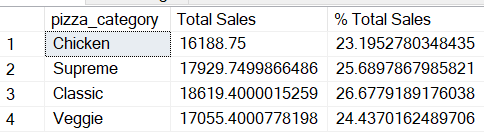 pizza_category Total Sales % Total Sales
1 Chicken 16188.75 23.1952780348435
2 Supreme 17929.7499866486 25.6897867985821
3 Classic 18619.4000015259 26.6779189176038
4 Veggie 17055.4000778198 24.4370162489706